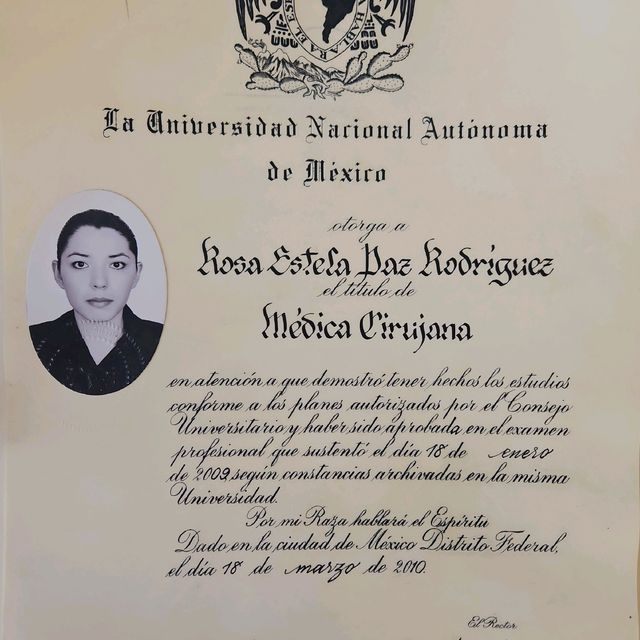 HABLARA EL ESP
La Universidad Nacional Autónoma
de México
otorga a
Rosa Estela Paz Rodríguez
el título de
Médica Cirujana
en atención a que demostró tener hechos los estudios
conforme a los planes autorizados por el Consejo
Universitario y haber sido aprobada en el examen
profesional que sustentó el día 18 de enero
de 2009 según constancias archivadas en la misma
Universidad.
Por mi Raza hablará el Espíritu
Dado en la ciudad de México Distrito Federal,
el día 18 de marzo de 2010.
El Rector